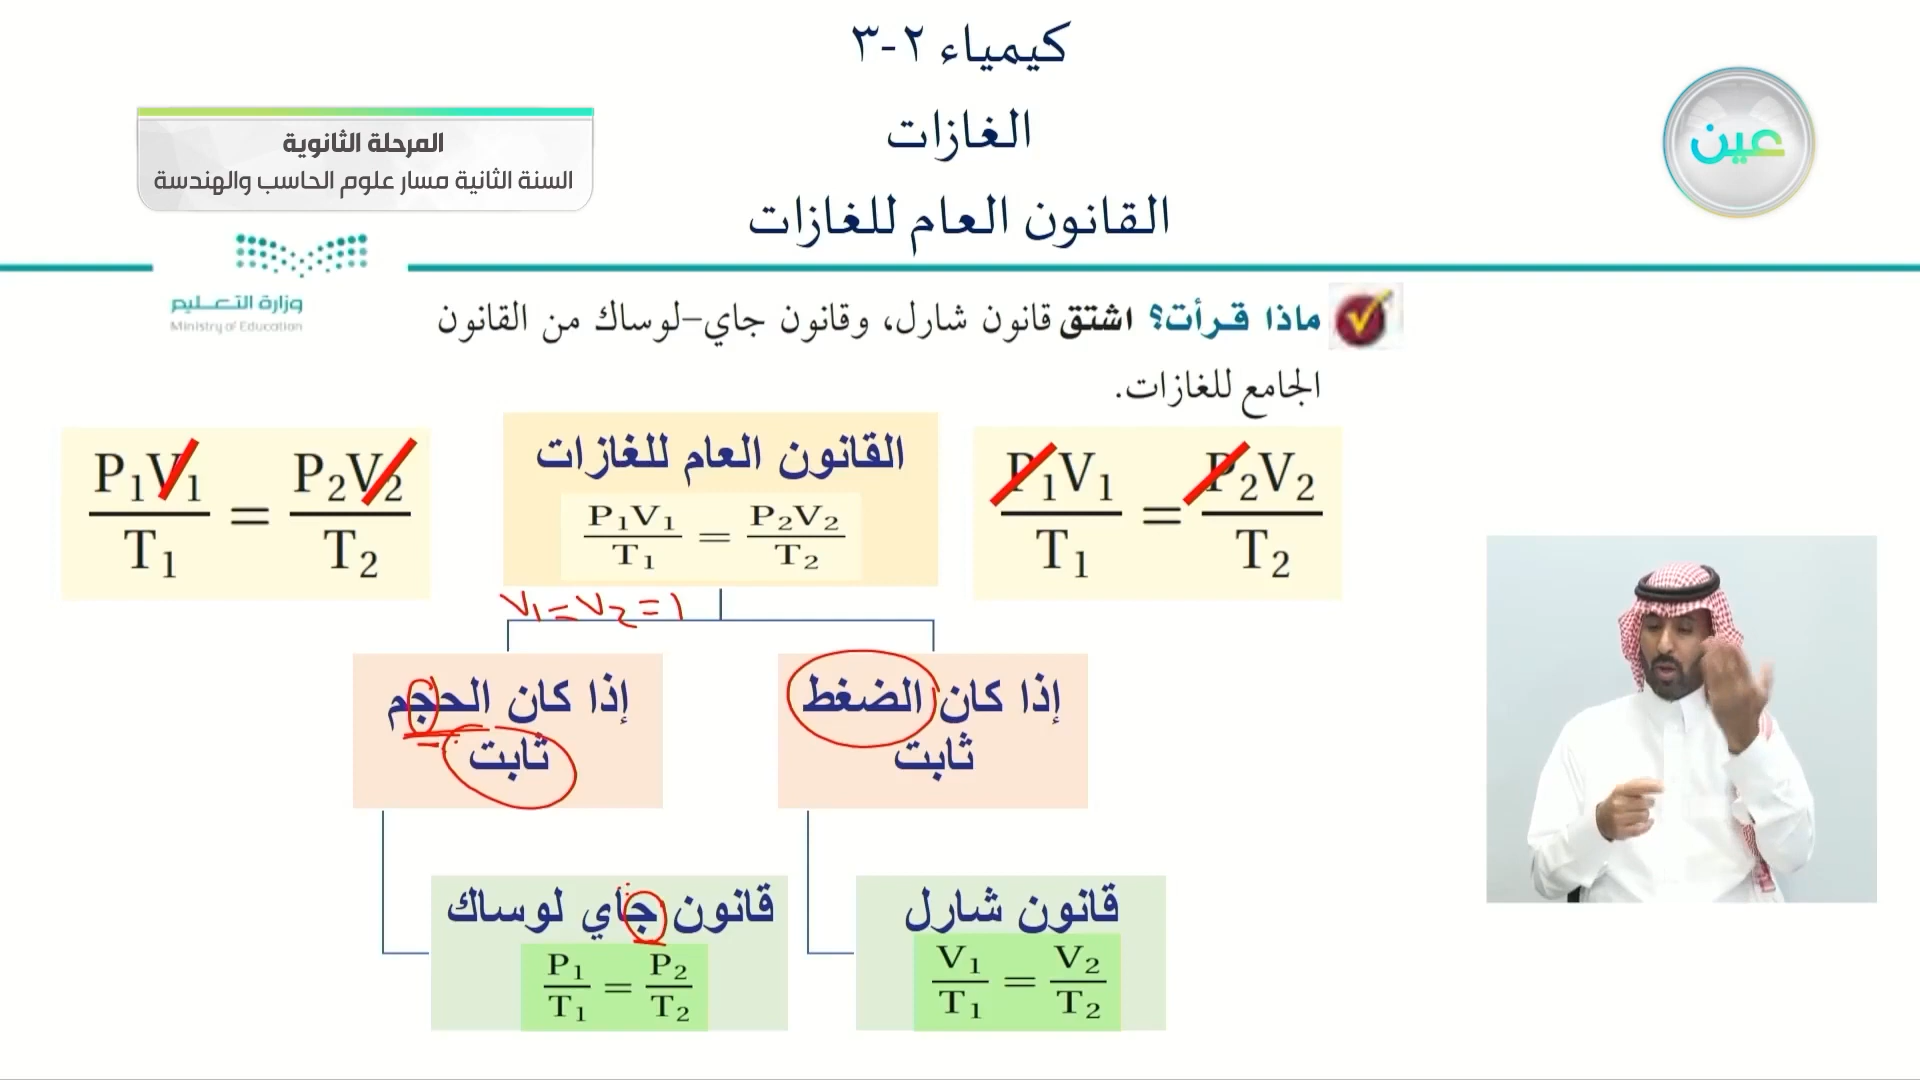 كيمياء ٢-٣
الغازات
القانون العام للغازات
المرحلة الثانوية
السنة الثانية مسار علوم الحاسب والهندسة
عين
وزارة التعليم
Ministry of Education
ماذا قرأت؟ اشتق قانون شارل، وقانون جاي-لوساك من القانون
الجامع للغازات.
P₁V₁/T₁ = P₂V₂/T₂
القانون العام للغازات
P₁V₁/T₁ = P₂V₂/T₂
P₁V₁/T₁ = P₂V₂/T₂
V₁ = V₂ = 1
إذا كان الضغط
ثابت
إذا كان الحجم
ثابت
قانون شارل
V₁/T₁ = V₂/T₂
قانون جاي لوساك
P₁/T₁ = P₂/T₂